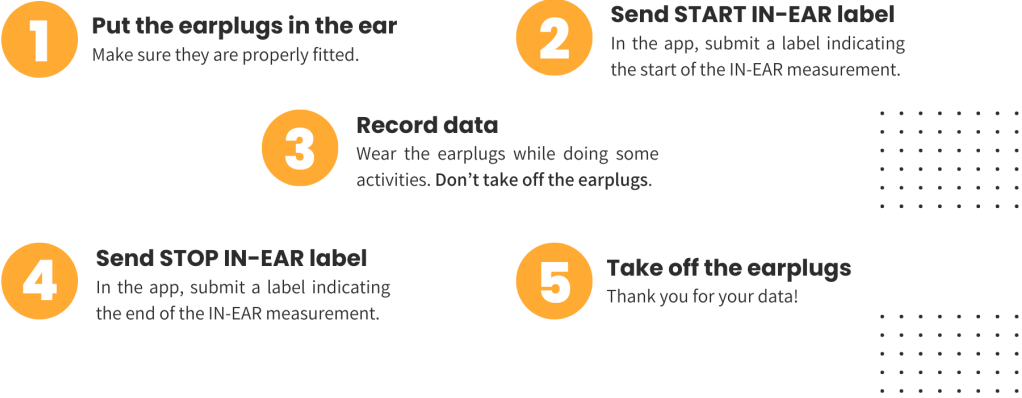 1
Put the earplugs in the ear
Make sure they are properly fitted.
2
Send START IN-EAR label
In the app, submit a label indicating
the start of the IN-EAR measurement.
3
Record data
Wear the earplugs while doing some
activities. Don’t take off the earplugs.
4
Send STOP IN-EAR label
In the app, submit a label indicating
the end of the IN-EAR measurement.
5
Take off the earplugs
Thank you for your data!